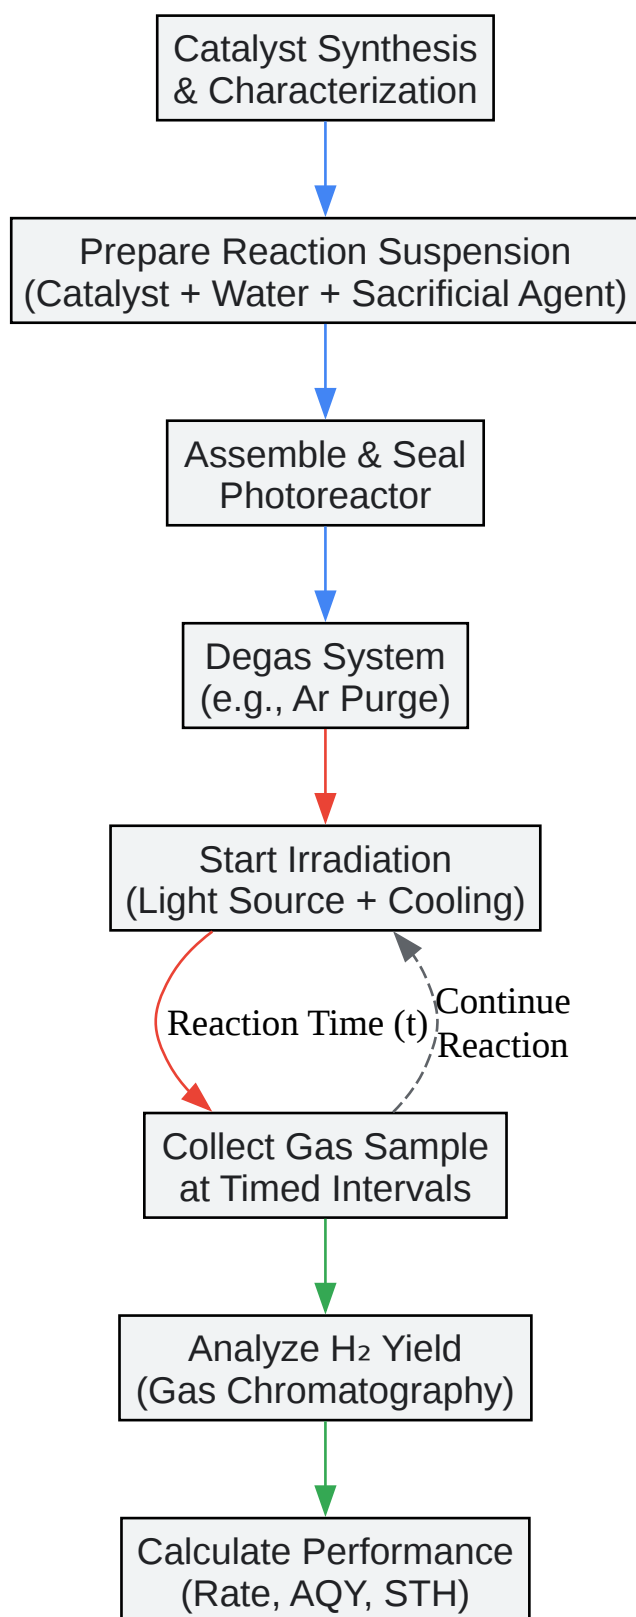 Catalyst Synthesis
& Characterization
Prepare Reaction Suspension
(Catalyst + Water + Sacrificial Agent)
Assemble & Seal
Photoreactor
Degas System
(e.g., Ar Purge)
Start Irradiation
(Light Source + Cooling)
Reaction Time (t)
Continue
Reaction
Collect Gas Sample
at Timed Intervals
Analyze H₂ Yield
(Gas Chromatography)
Calculate Performance
(Rate, AQY, STH)